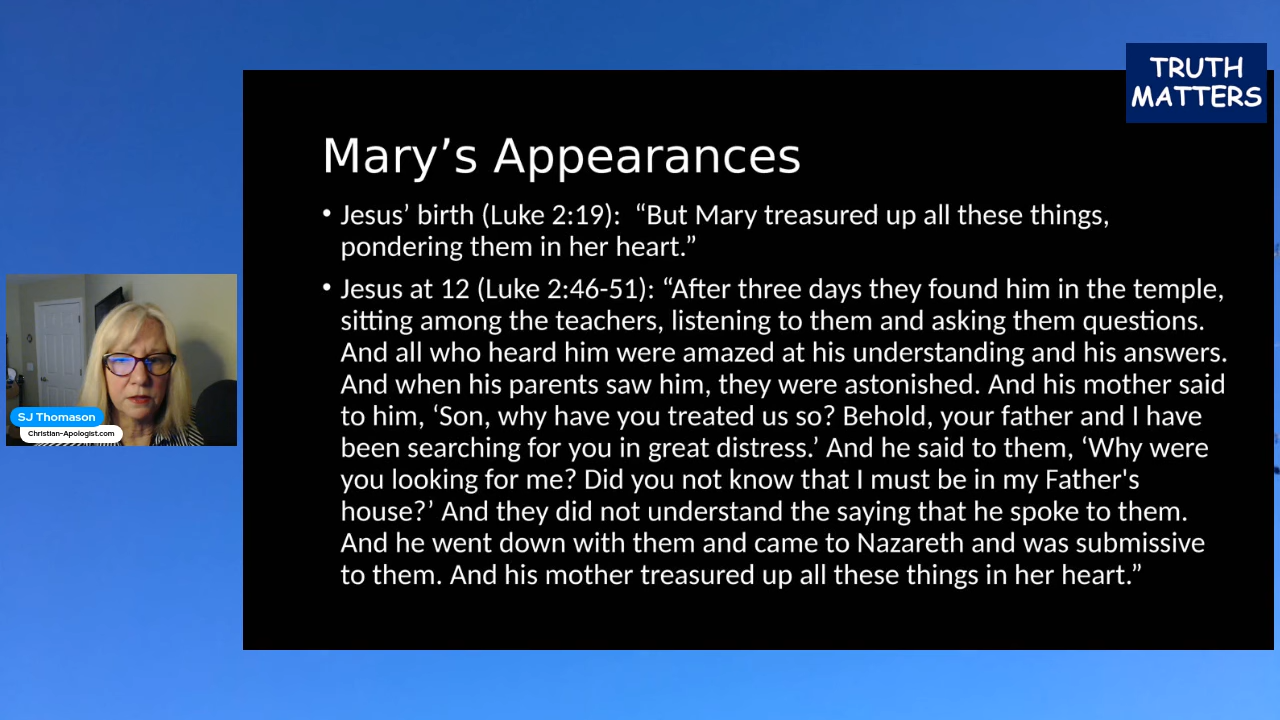 TRUTH
MATTERS
Mary’s Appearances
• Jesus’ birth (Luke 2:19):  “But Mary treasured up all these things,
pondering them in her heart.”
• Jesus at 12 (Luke 2:46-51): “After three days they found him in the temple,
sitting among the teachers, listening to them and asking them questions.
And all who heard him were amazed at his understanding and his answers.
And when his parents saw him, they were astonished. And his mother said
to him, ‘Son, why have you treated us so? Behold, your father and I have
been searching for you in great distress.’ And he said to them, ‘Why were
you looking for me? Did you not know that I must be in my Father's
house?’ And they did not understand the saying that he spoke to them.
And he went down with them and came to Nazareth and was submissive
to them. And his mother treasured up all these things in her heart.”
SJ Thomason
Christian-Apologist.com